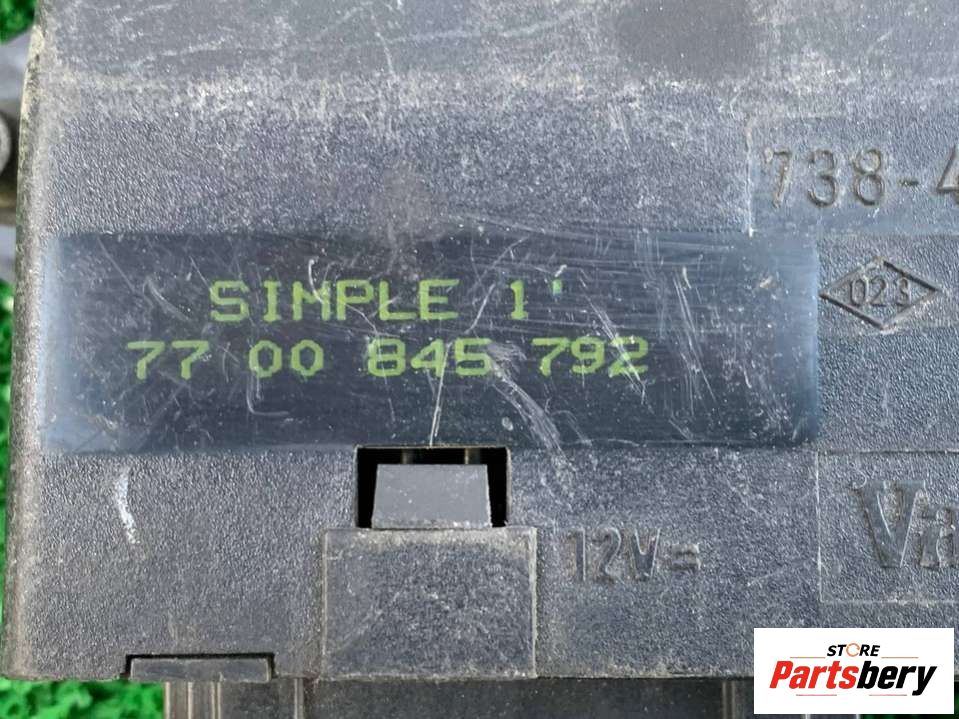 738-4
SIMPLE 1'
023
77 00 845 792
12V=
STORE
Partsbery